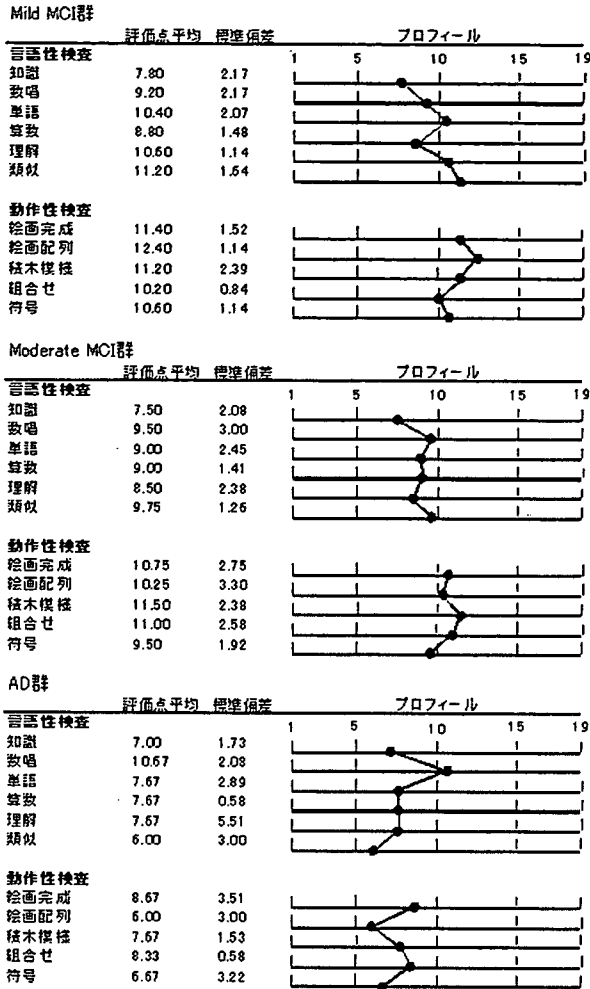 Mild MCI群
評価点平均 標準偏差 プロフィール
言語性検査 1 5 10 15 19
知識 7.80 2.17
数唱 9.20 2.17
単語 10.40 2.07
算数 8.80 1.48
理解 10.60 1.14
類似 11.20 1.64
動作性検査
絵画完成 11.40 1.52
絵画配列 12.40 1.14
積木模様 11.20 2.39
組合せ 10.20 0.84
符号 10.60 1.14
Moderate MCI群
評価点平均 標準偏差 プロフィール
言語性検査 1 5 10 15 19
知識 7.50 2.08
数唱 9.50 3.00
単語 9.00 2.45
算数 9.00 1.41
理解 8.50 2.38
類似 9.75 1.26
動作性検査
絵画完成 10.75 2.75
絵画配列 10.25 3.30
積木模様 11.50 2.38
組合せ 11.00 2.58
符号 9.50 1.92
AD群
評価点平均 標準偏差 プロフィール
言語性検査 1 5 10 15 19
知識 7.00 1.73
数唱 10.67 2.08
単語 7.67 2.89
算数 7.67 0.58
理解 7.67 5.51
類似 6.00 3.00
動作性検査
絵画完成 8.67 3.51
絵画配列 6.00 3.00
積木模様 7.67 1.53
組合せ 8.33 0.58
符号 6.67 3.22